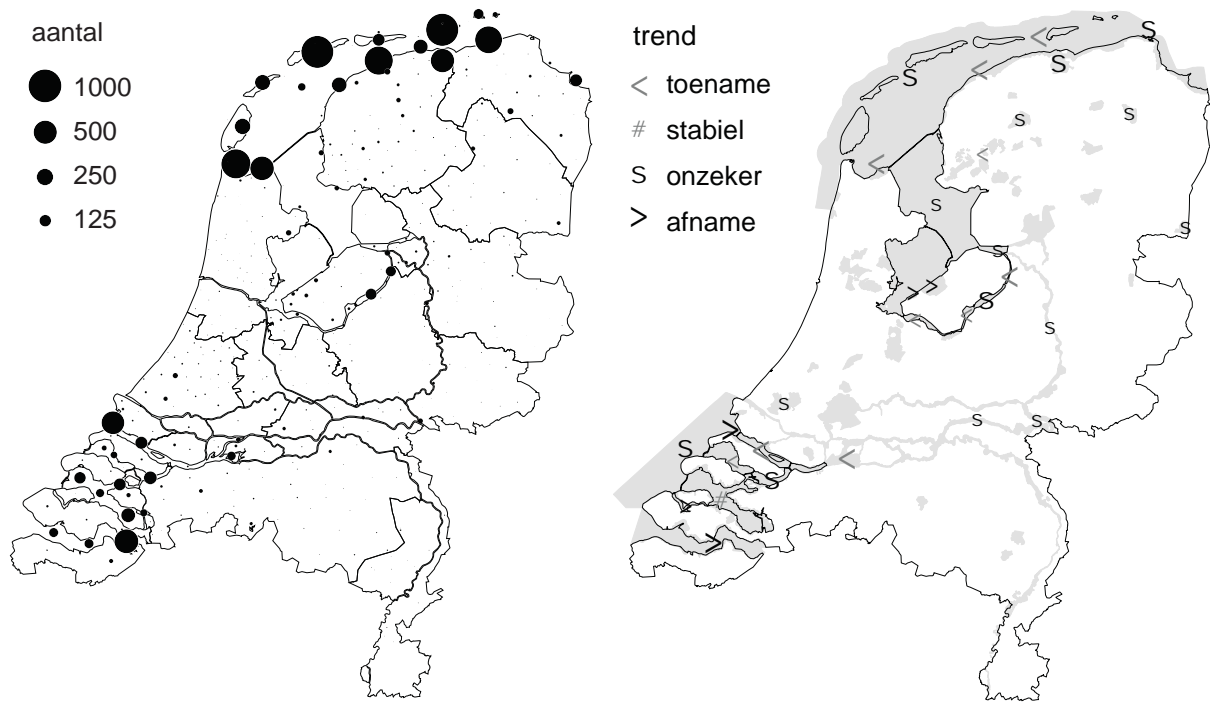 aantal
1000
500
250
125
trend
< toename
# stabiel
S onzeker
> afname
S
<
S
<
S
S
S
<
<
S
S
S
<
>
>
S
<
<
S
S
S
S
>
S
<
<
<
S
#
>
>